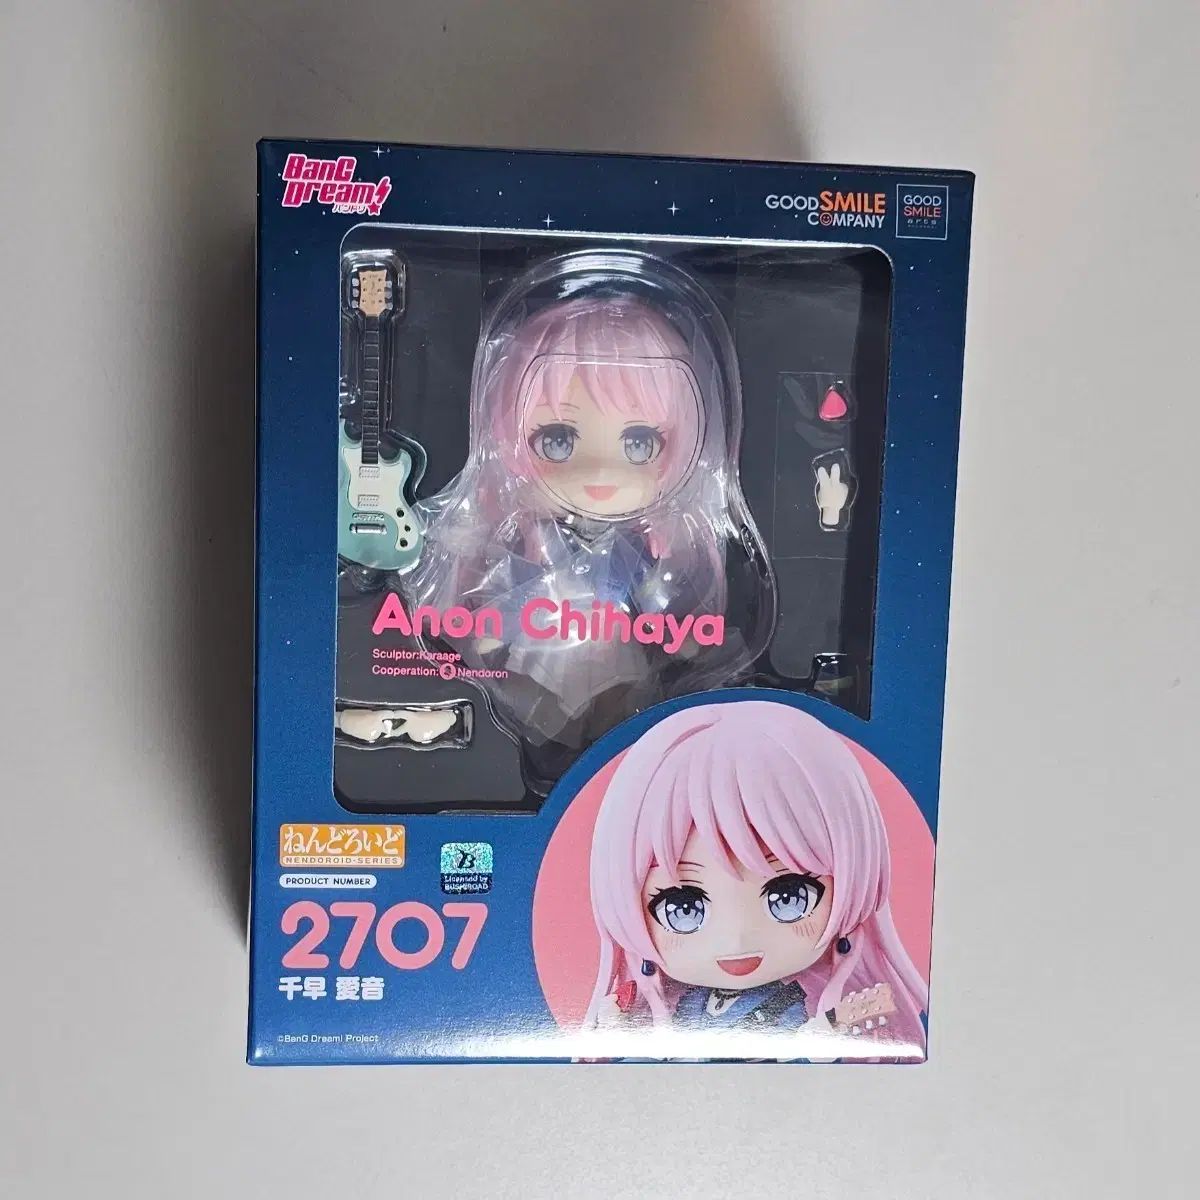 BanG
Dream!
バンドリ
GOOD SMILE
COMPANY
GOOD
SMILE
arts
Anon Chihaya
Sculptor:Karaage
Cooperation: Nendoron
ねんどろいど
NENDOROID-SERIES
PRODUCT NUMBER
2707
千早 愛音
B
Licensed by
BUSHIROAD
©BanG Dream! Project